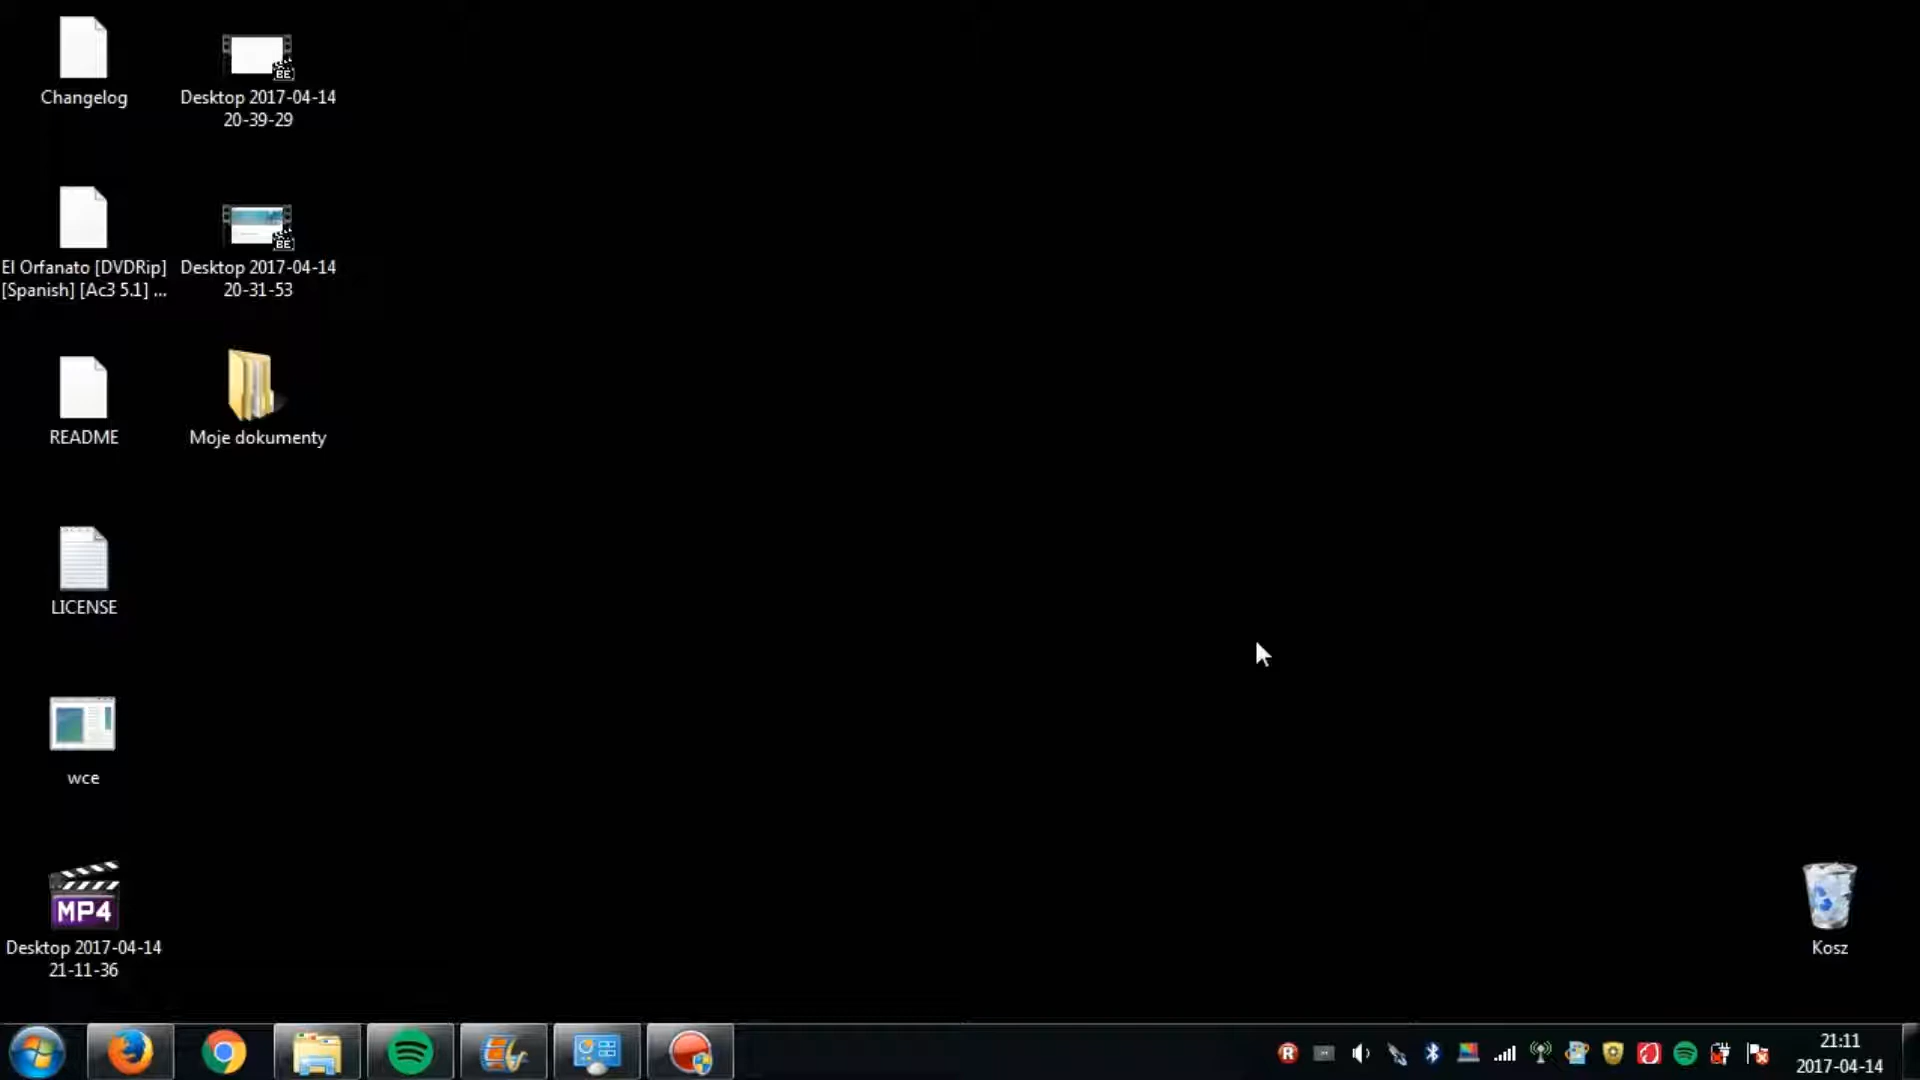 Changelog
Desktop 2017-04-14
20-39-29
El Orfanato [DVDRip]
[Spanish] [Ac3 5.1] ...
Desktop 2017-04-14
20-31-53
README
Moje dokumenty
LICENSE
wce
MP4
Desktop 2017-04-14
21-11-36
Kosz
21:11
2017-04-14
BE
BE
R